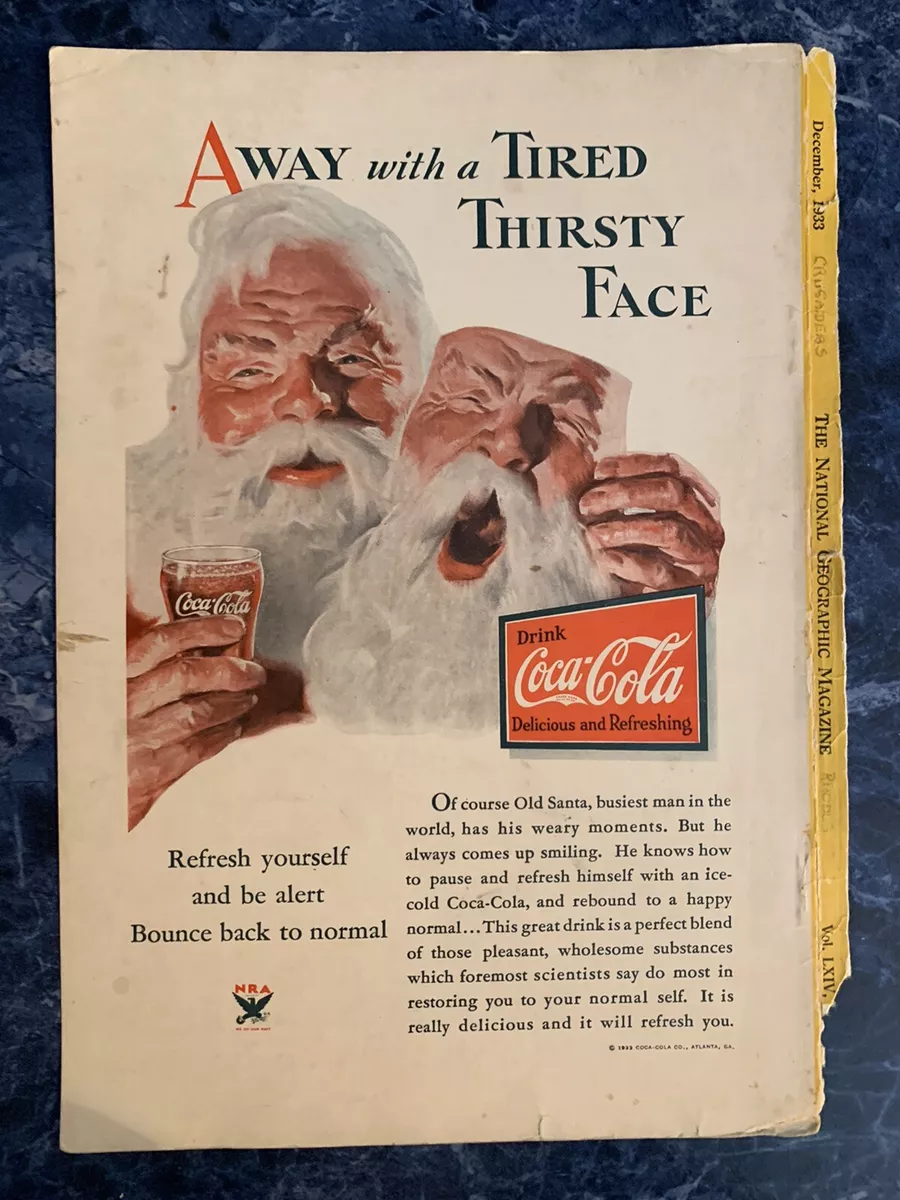 AWAY with a TIRED
THIRSTY
FACE
Coca-Cola
Drink
Coca-Cola
Delicious and Refreshing
Refresh yourself
and be alert
Bounce back to normal
NRA
WE DO OUR PART
Of course Old Santa, busiest man in the
world, has his weary moments. But he
always comes up smiling. He knows how
to pause and refresh himself with an ice-
cold Coca-Cola, and rebound to a happy
normal...This great drink is a perfect blend
of those pleasant, wholesome substances
which foremost scientists say do most in
restoring you to your normal self. It is
really delicious and it will refresh you.
© 1933 COCA-COLA CO., ATLANTA, GA.
December, 1933 CRUSADERS THE NATIONAL GEOGRAPHIC MAGAZINE Vol. LXIV,